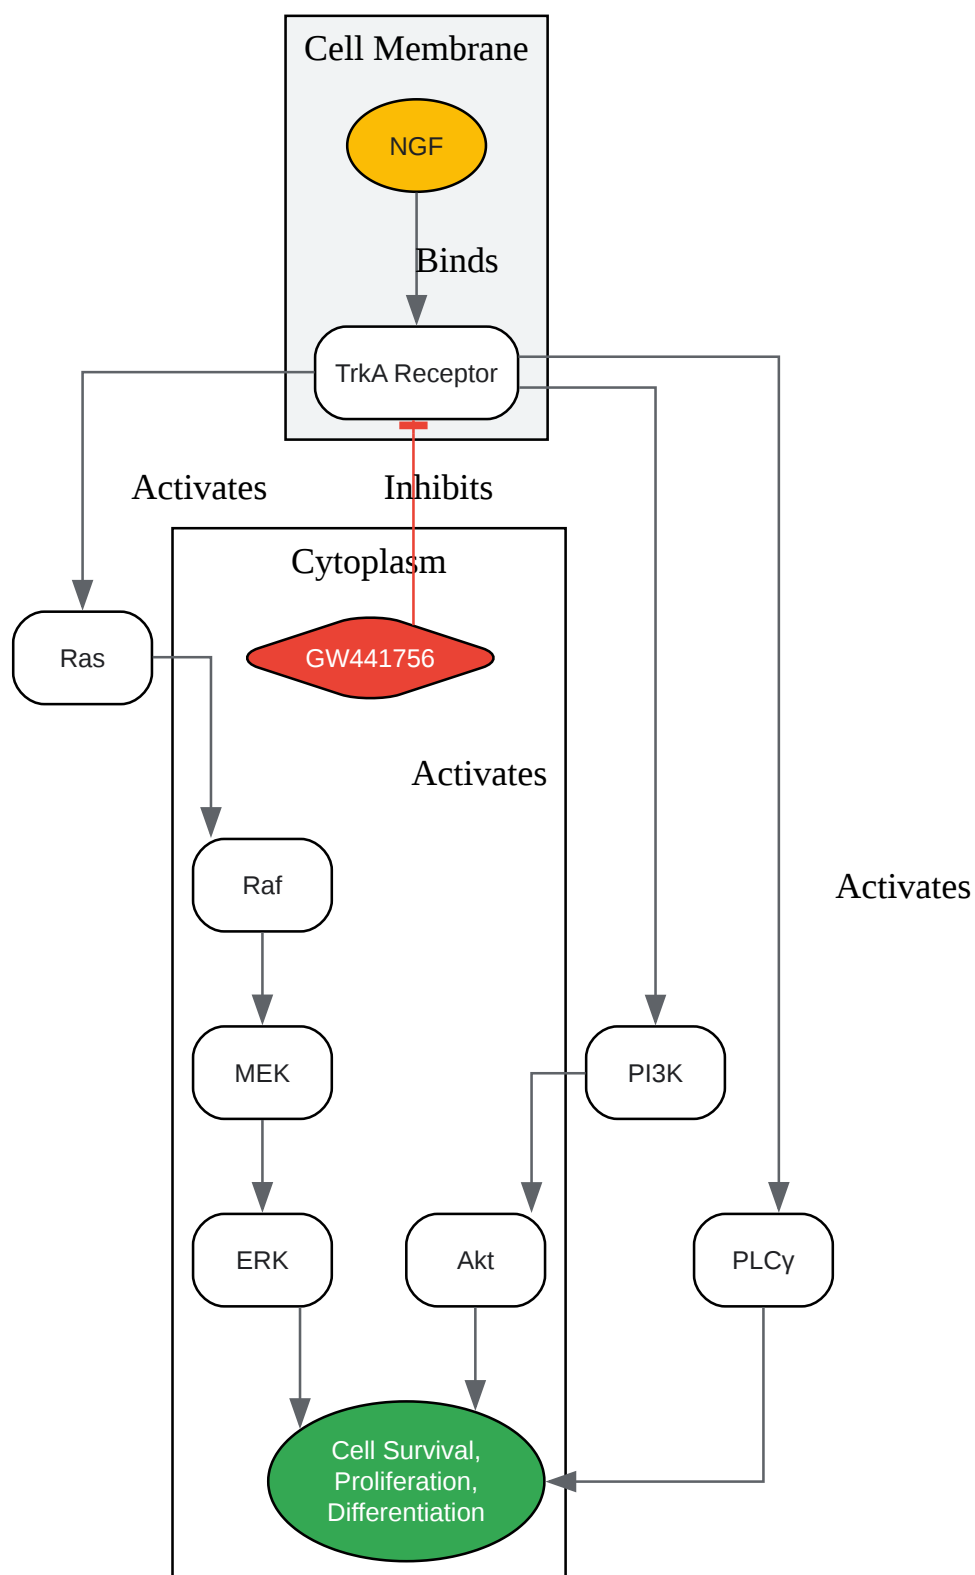 Cell Membrane
NGF
Binds
TrkA Receptor
Activates
Inhibits
Cytoplasm
Ras
GW441756
Activates
Raf
Activates
MEK
PI3K
ERK
Akt
PLCγ
Cell Survival,
Proliferation,
Differentiation